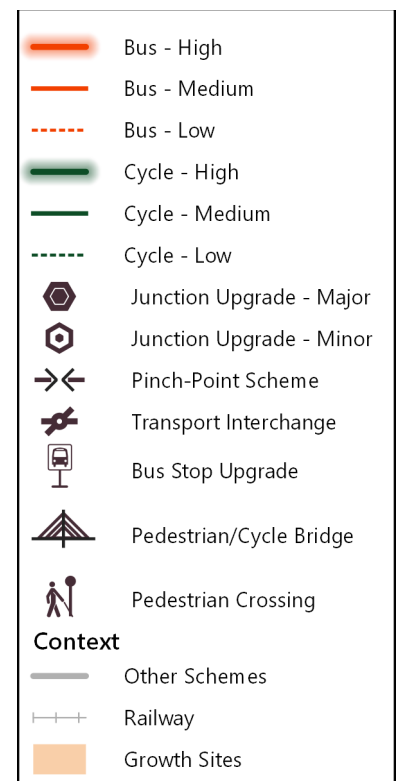 Bus - High
Bus - Medium
Bus - Low
Cycle - High
Cycle - Medium
Cycle - Low
Junction Upgrade - Major
Junction Upgrade - Minor
Pinch-Point Scheme
Transport Interchange
Bus Stop Upgrade
Pedestrian/Cycle Bridge
Pedestrian Crossing
Context
Other Schemes
Railway
Growth Sites